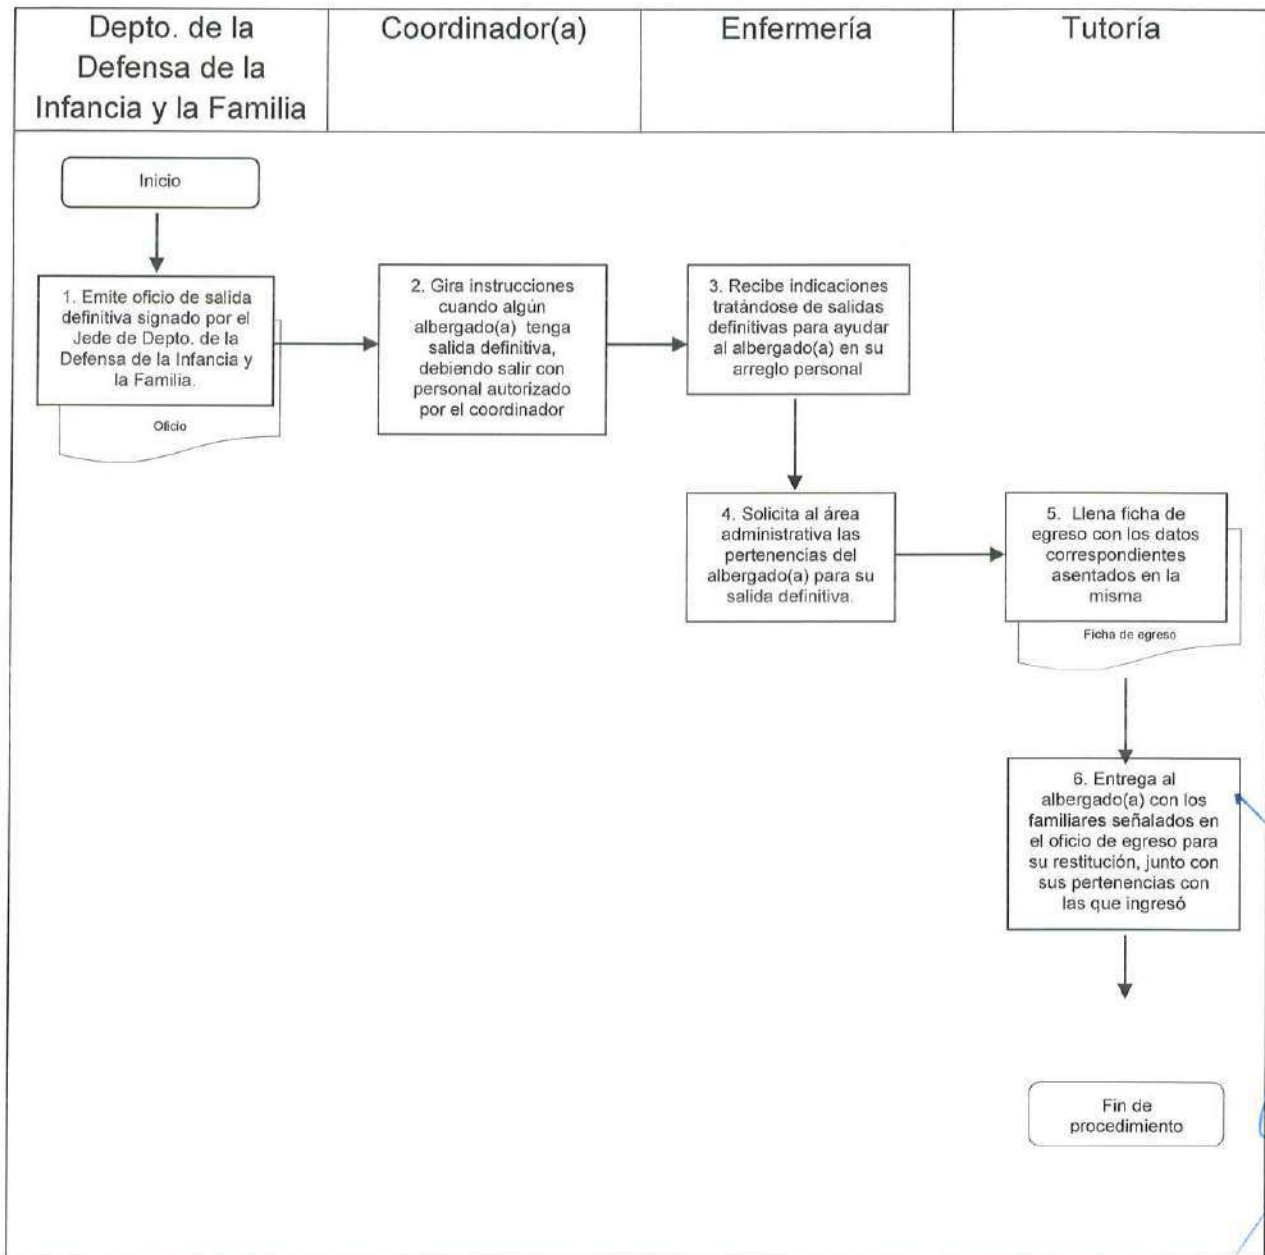 Depto. de la
Defensa de la
Infancia y la Familia
Coordinador(a)
Enfermería
Tutoría
Inicio
1. Emite oficio de salida
definitiva signado por el
Jede de Depto. de la
Defensa de la Infancia y
la Familia.
Oficio
2. Gira instrucciones
cuando algún
albergado(a) tenga
salida definitiva,
debiendo salir con
personal autorizado
por el coordinador
3. Recibe indicaciones
tratándose de salidas
definitivas para ayudar
al albergado(a) en su
arreglo personal
4. Solicita al área
administrativa las
pertenencias del
albergado(a) para su
salida definitiva.
5. Llena ficha de
egreso con los datos
correspondientes
asentados en la
misma
Ficha de egreso
6. Entrega al
albergado(a) con los
familiares señalados en
el oficio de egreso para
su restitución, junto con
sus pertenencias con
las que ingresó
Fin de
procedimiento